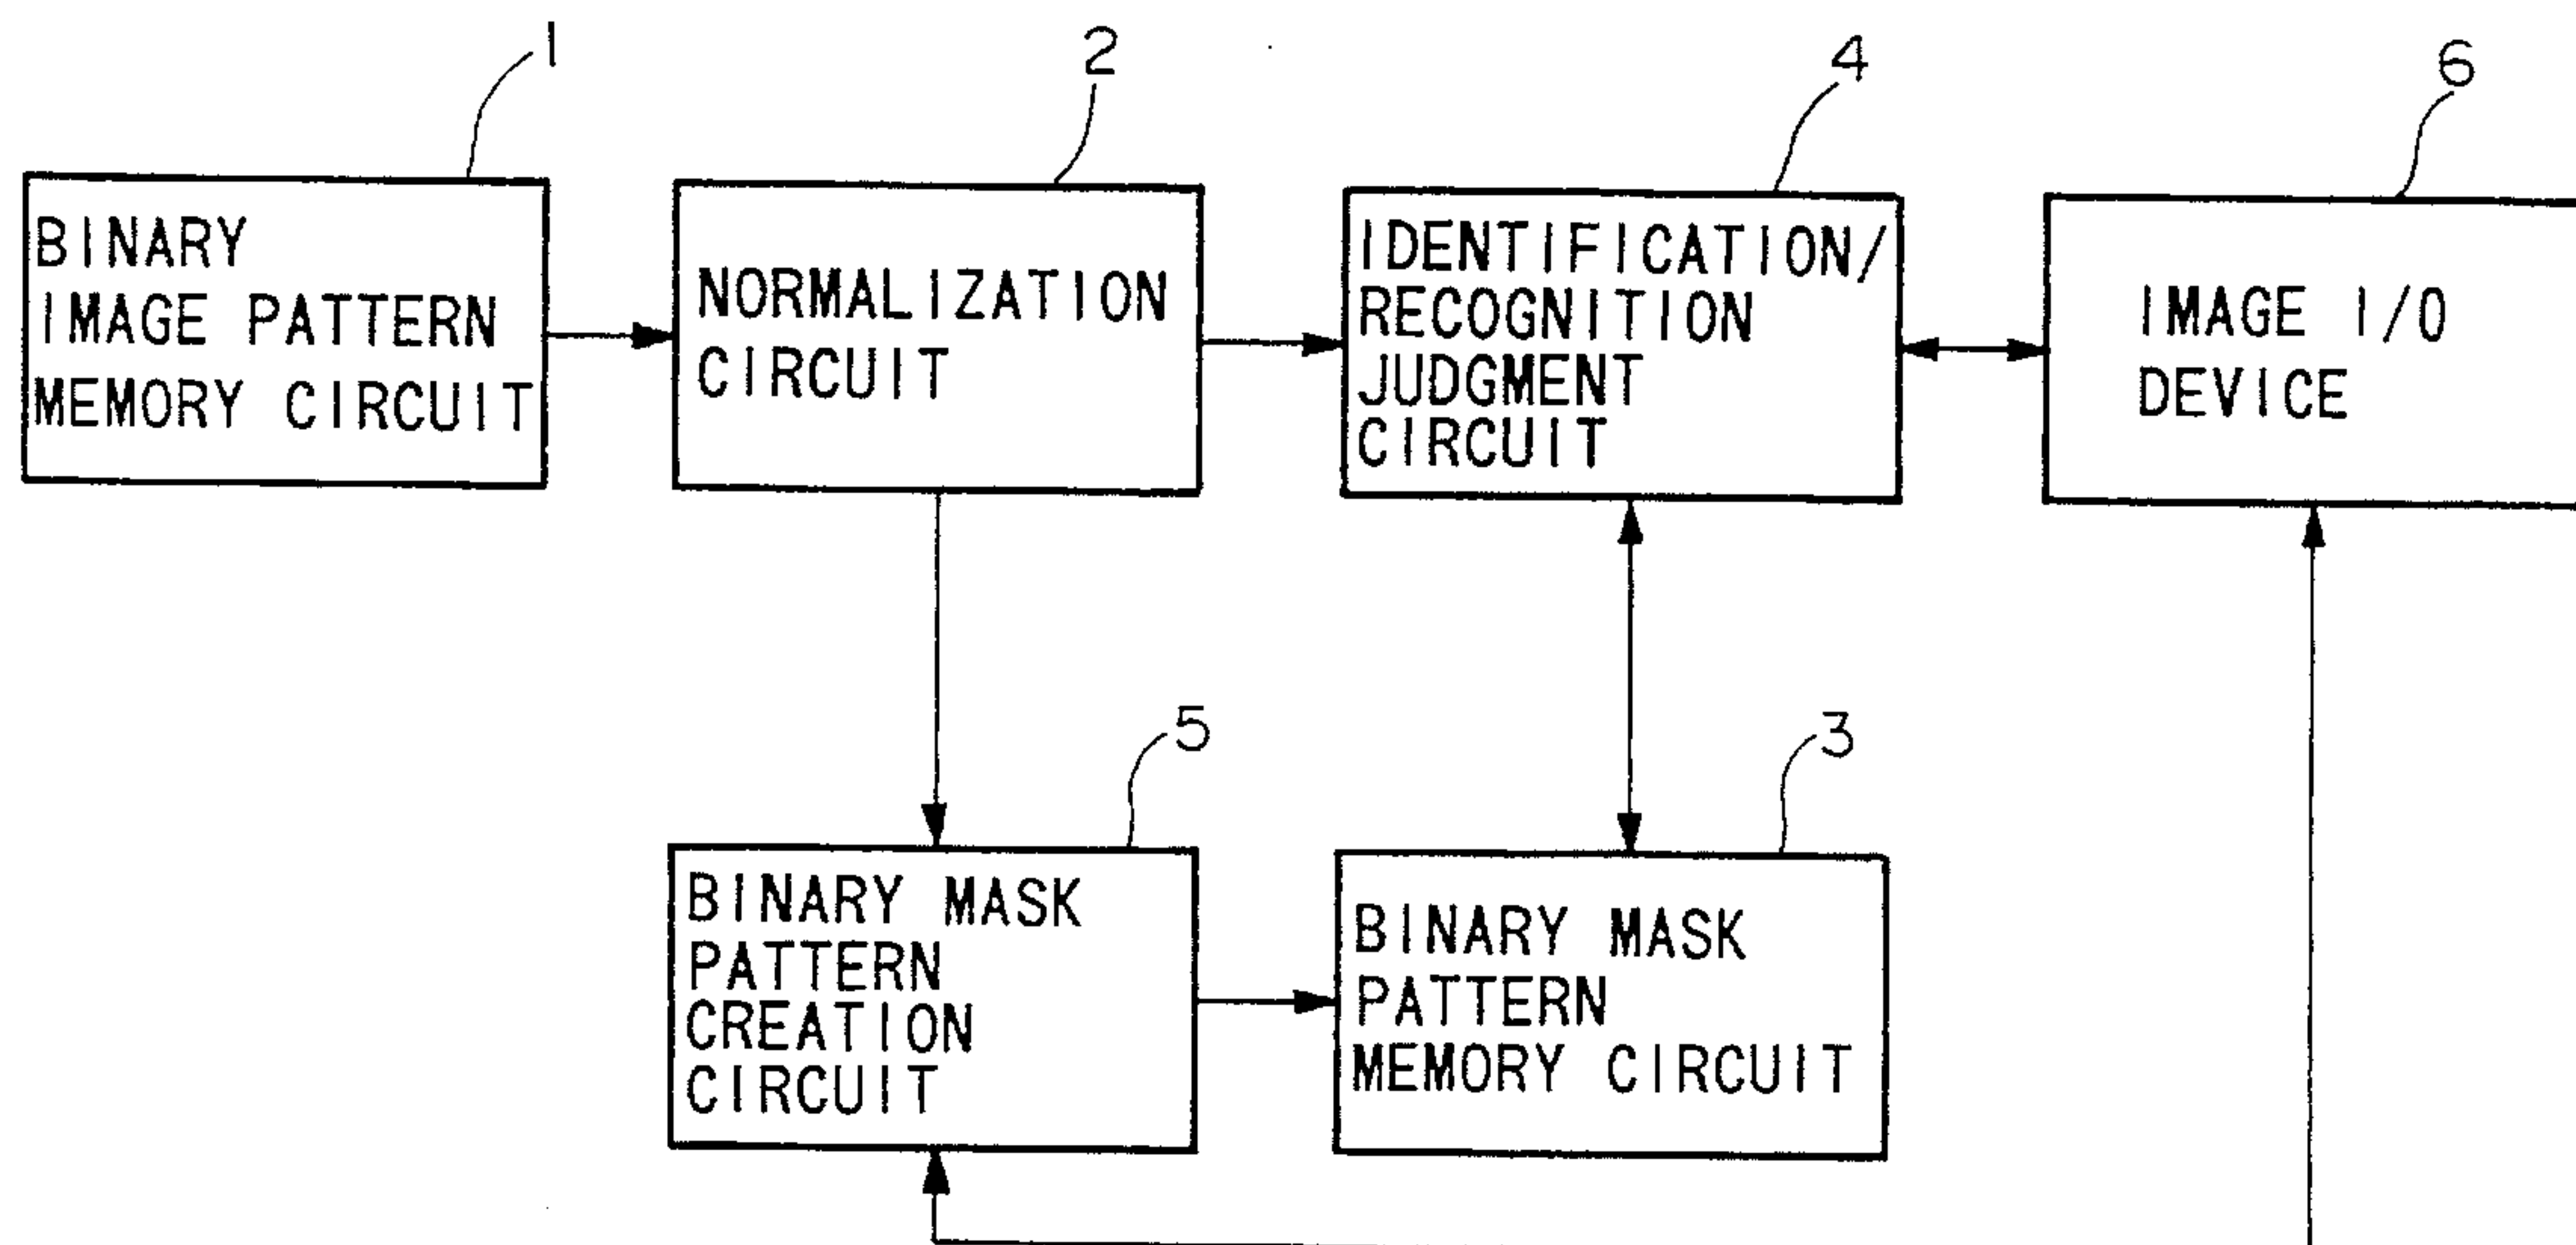 1
2
4
6
BINARY
IMAGE PATTERN
MEMORY CIRCUIT
NORMALIZATION
CIRCUIT
IDENTIFICATION/
RECOGNITION
JUDGMENT
CIRCUIT
IMAGE I/O
DEVICE
5
3
BINARY MASK
PATTERN
CREATION
CIRCUIT
BINARY MASK
PATTERN
MEMORY CIRCUIT